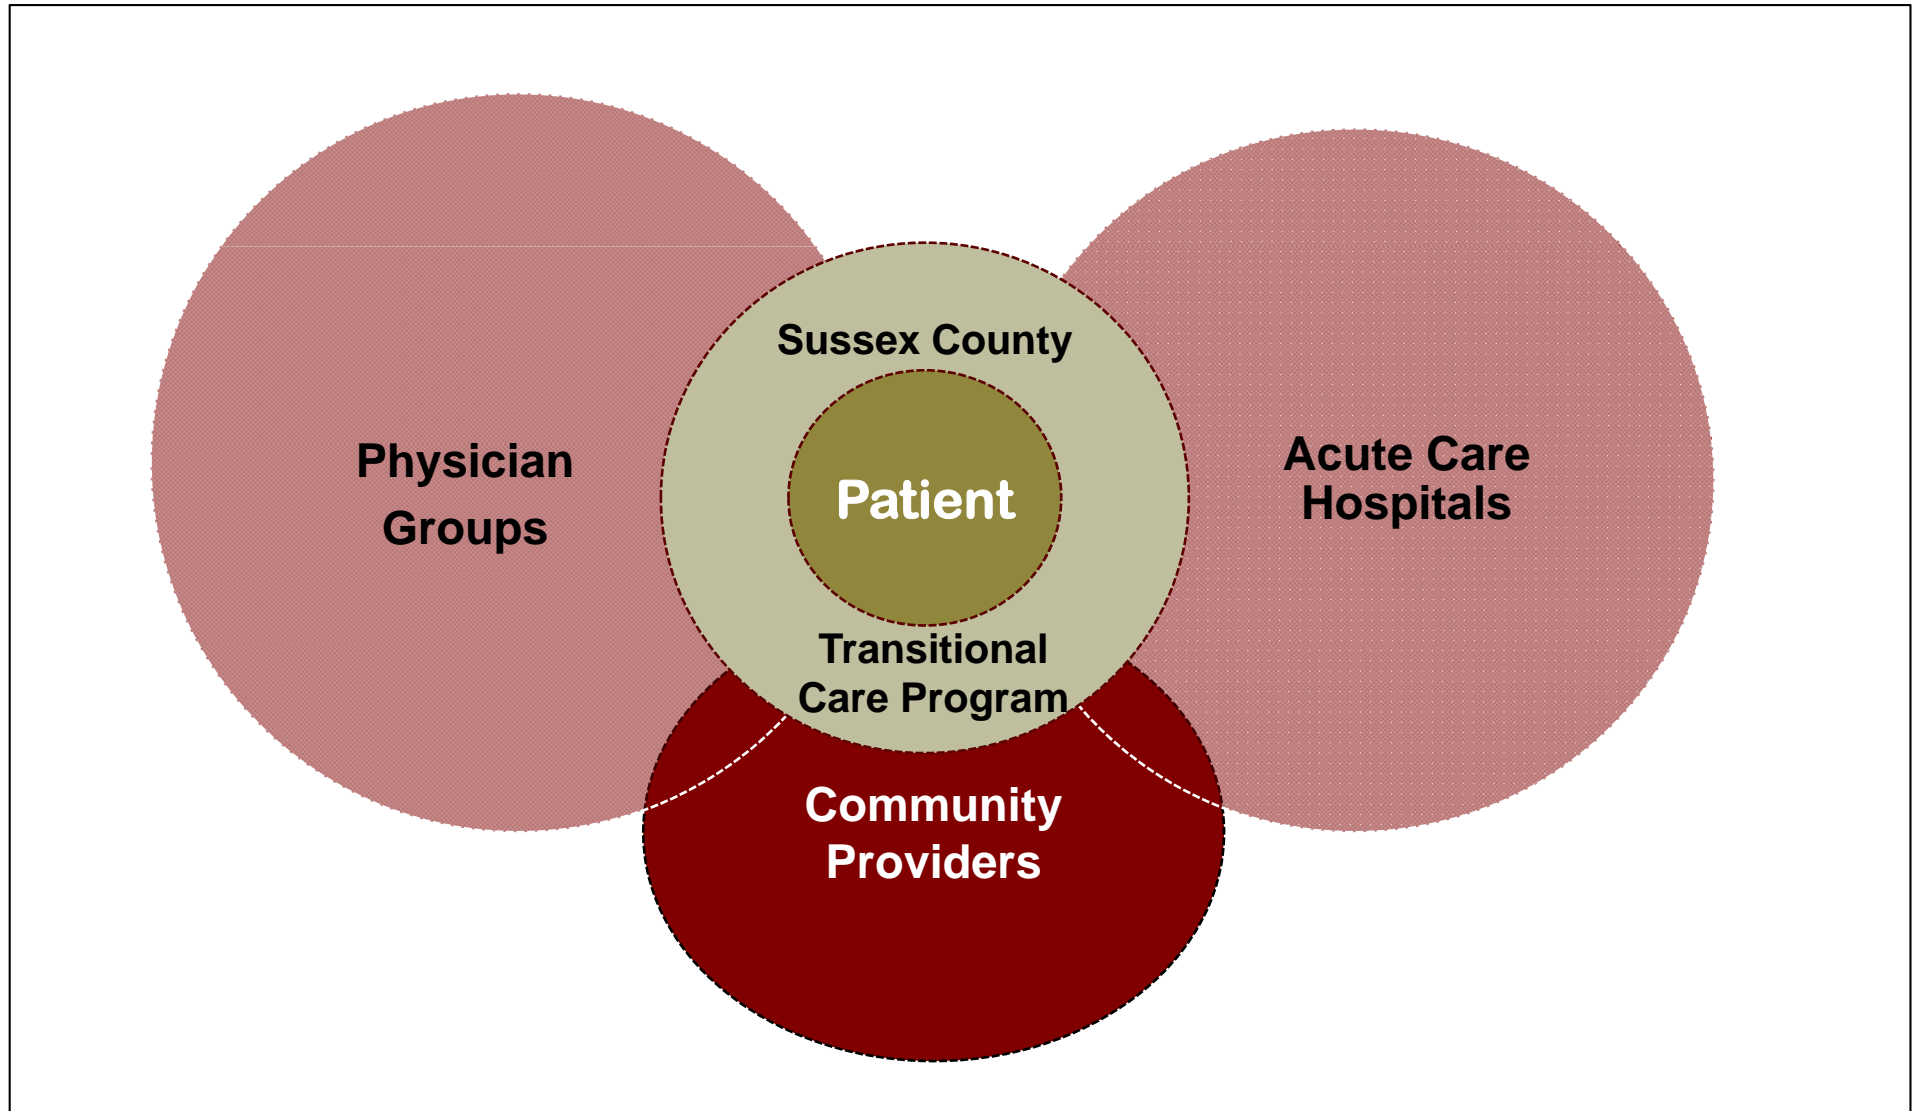 Sussex County
Physician
Groups
Patient
Acute Care
Hospitals
Transitional
Care Program
Community
Providers